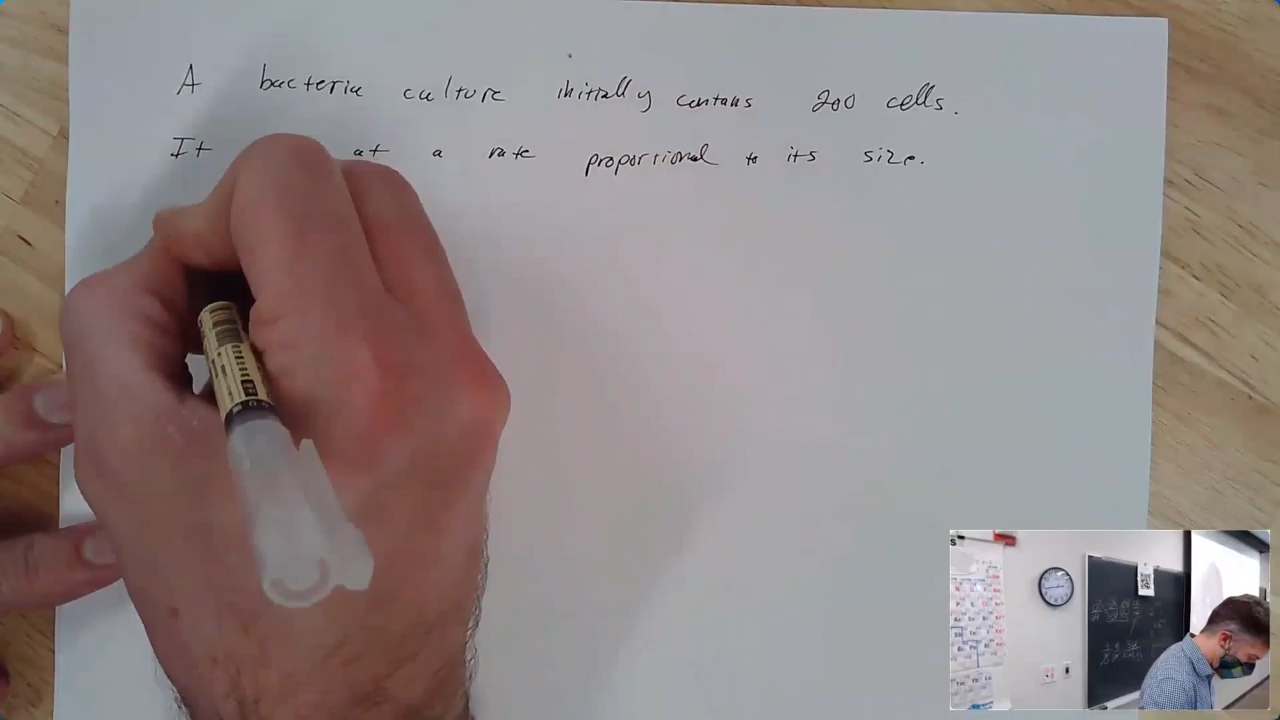 A bacteria culture initially contains 200 cells.
It at a rate proportional to its size.